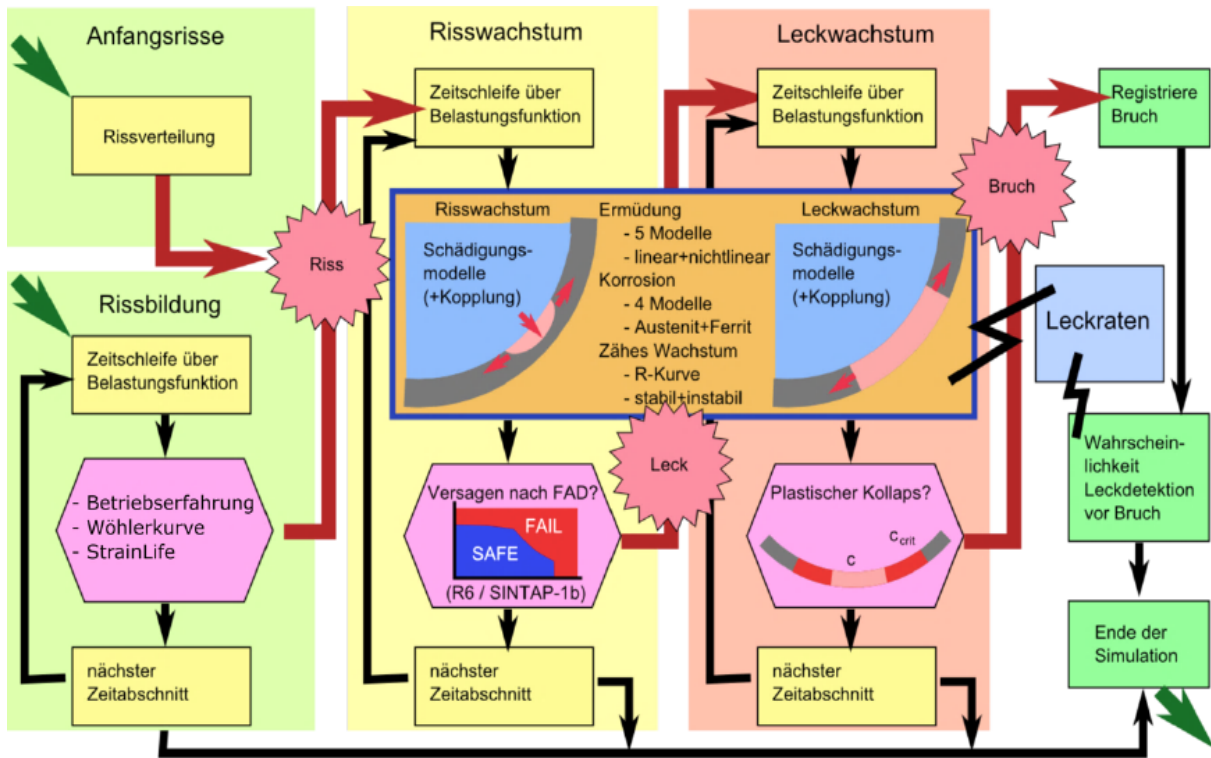 Anfangsrisse
Rissverteilung
Riss
Rissbildung
Zeitschleife über
Belastungsfunktion
- Betriebserfahrung
- Wöhlerkurve
- StrainLife
nächster
Zeitabschnitt
Risswachstum
Zeitschleife über
Belastungsfunktion
Risswachstum
Schädigungs-
modelle
(+Kopplung)
Ermüdung
- 5 Modelle
- linear+nichtlinear
Korrosion
- 4 Modelle
- Austenit+Ferrit
Zähes Wachstum
- R-Kurve
- stabil+instabil
Versagen nach FAD?
FAIL
SAFE
(R6 / SINTAP-1b)
nächster
Zeitabschnitt
Leck
Leckwachstum
Zeitschleife über
Belastungsfunktion
Leckwachstum
Schädigungs-
modelle
(+Kopplung)
Plastischer Kollaps?
c_crit
c
nächster
Zeitabschnitt
Bruch
Registriere
Bruch
Leckraten
Wahrschein-
lichkeit
Leckdetektion
vor Bruch
Ende der
Simulation